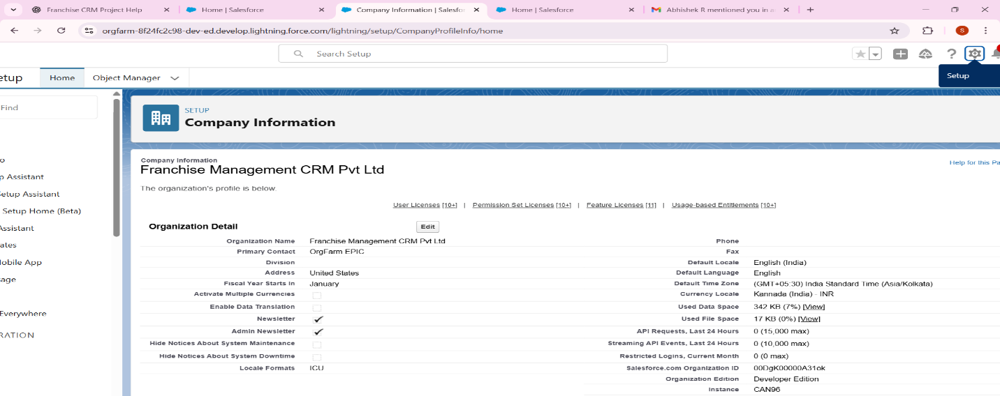 Franchise CRM Project Help
Home | Salesforce
Company Information | Salesfor
Home | Salesforce
Abhishek R mentioned you in a
orgfarm-8f24fc2c98-dev-ed.develop.lightning.force.com/lightning/setup/CompanyProfileInfo/home
S
Search Setup
etup
Home
Object Manager
Setup
Find
o
p Assistant
etup Assistant
Setup Home (Beta)
Assistant
ates
obile App
age
Everywhere
RATION
SETUP
Company Information
Company Information
Franchise Management CRM Pvt Ltd
Help for this Pa
The organization's profile is below.
User Licenses [10+] | Permission Set Licenses [10+] | Feature Licenses [11] | Usage-based Entitlements [10+]
Organization Detail
Edit
Organization Name Franchise Management CRM Pvt Ltd
Phone
Primary Contact OrgFarm EPIC
Fax
Division
Default Locale English (India)
Address United States
Default Language English
Fiscal Year Starts In January
Default Time Zone (GMT+05:30) India Standard Time (Asia/Kolkata)
Activate Multiple Currencies
Currency Locale Kannada (India) - INR
Enable Data Translation
Used Data Space 342 KB (7%) [View]
Newsletter
Used File Space 17 KB (0%) [View]
Admin Newsletter
API Requests, Last 24 Hours 0 (15,000 max)
Hide Notices About System Maintenance
Streaming API Events, Last 24 Hours 0 (10,000 max)
Hide Notices About System Downtime
Restricted Logins, Current Month 0 (0 max)
Locale Formats ICU
Salesforce.com Organization ID 00DgK00000A31ok
Organization Edition Developer Edition
Instance CAN96